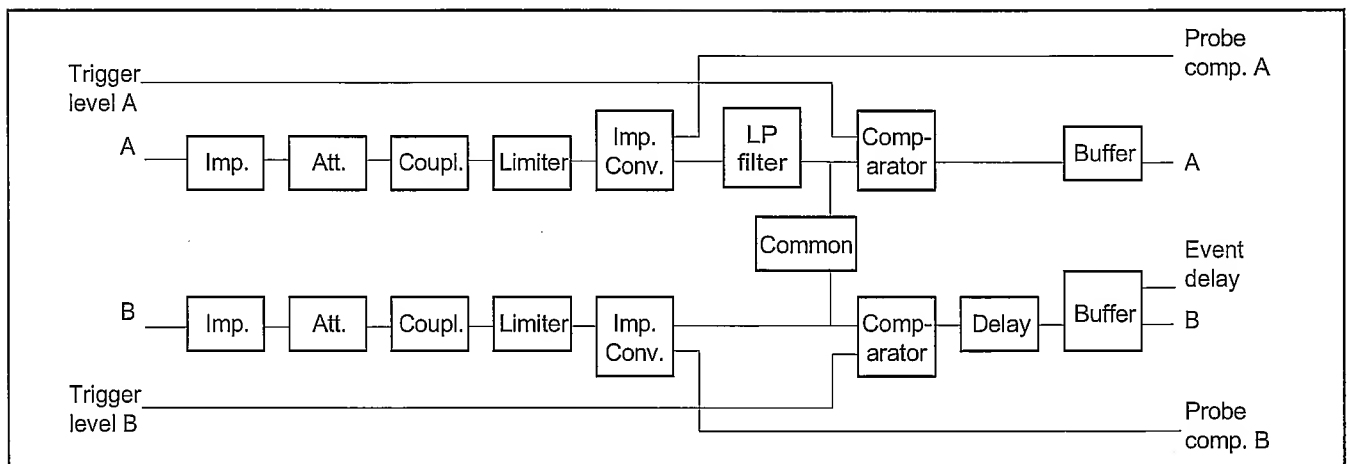 Probe
comp. A
Trigger
level A
A
Imp.
Att.
Coupl.
Limiter
Imp.
Conv.
LP
filter
Comp-
arator
Buffer
A
Common
Event
delay
B
Imp.
Att.
Coupl.
Limiter
Imp.
Conv.
Comp-
arator
Delay
Buffer
B
Trigger
level B
Probe
comp. B